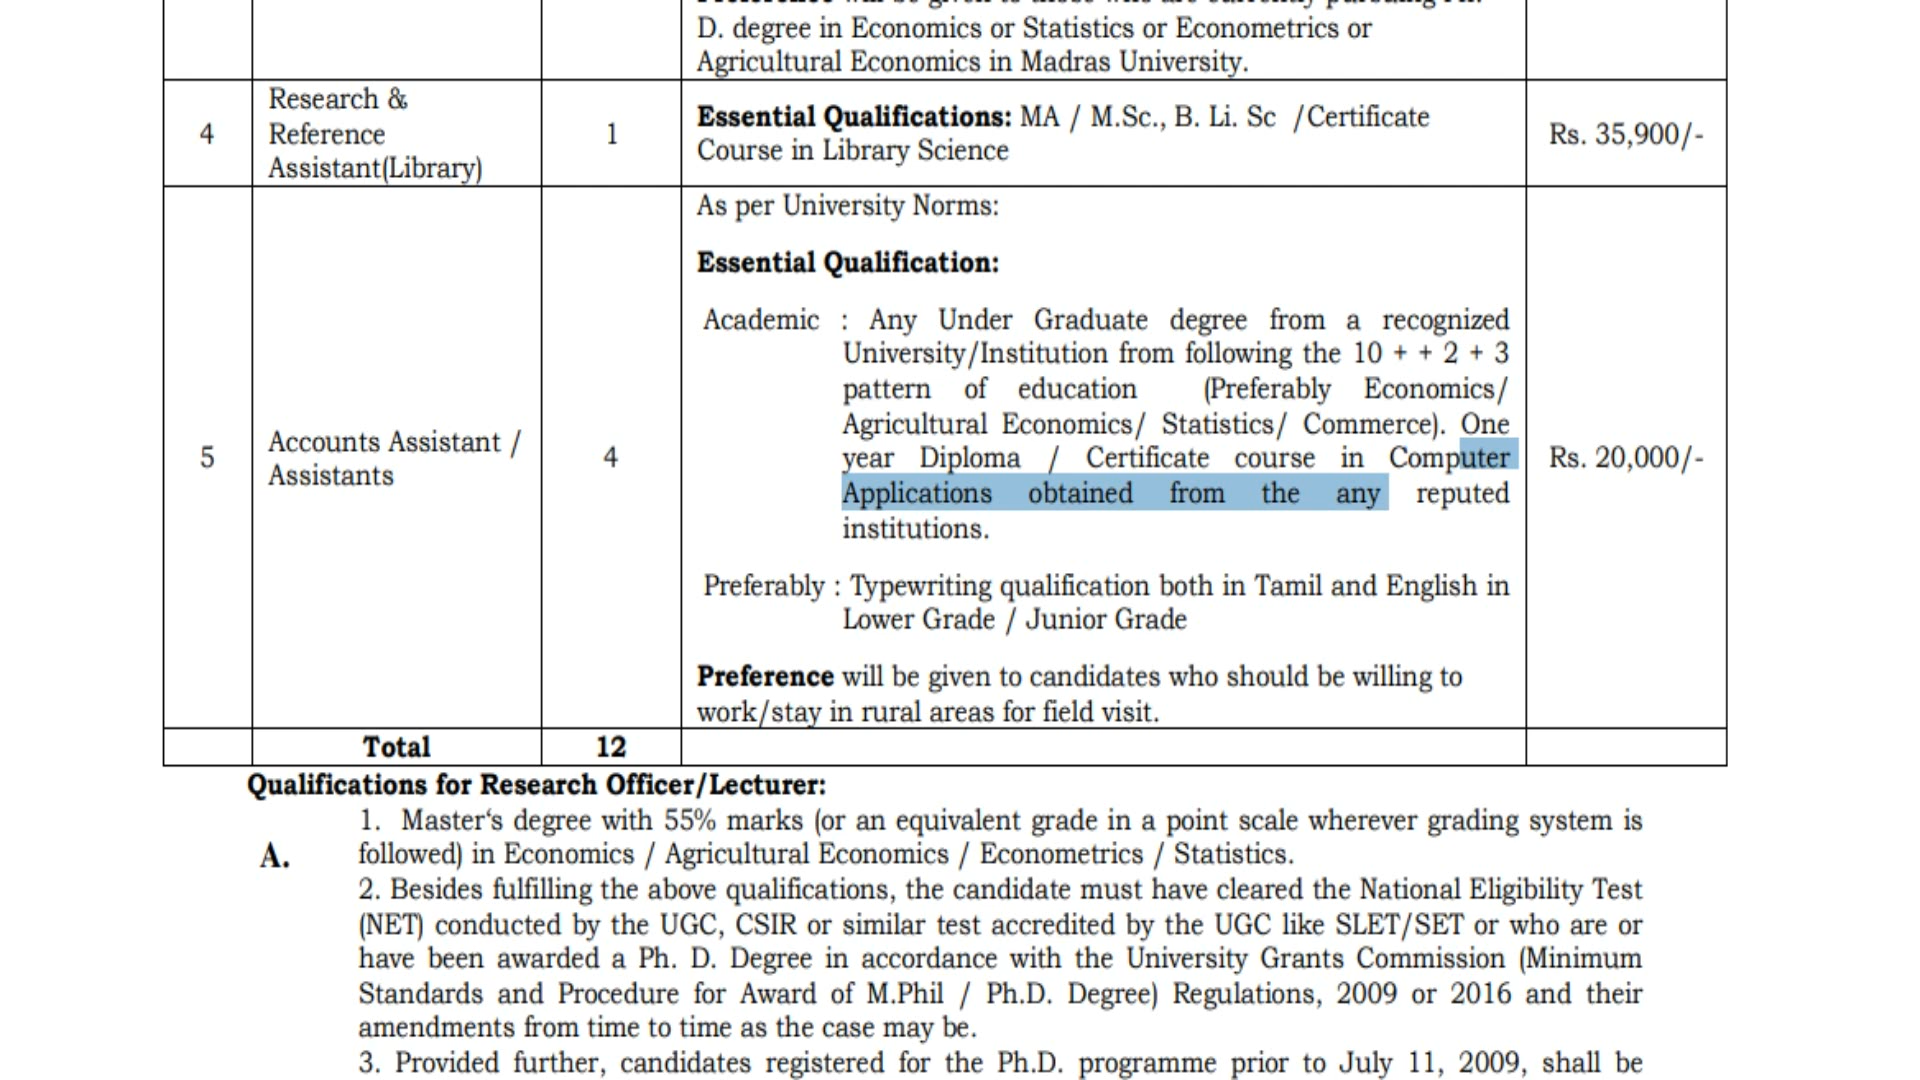 Preference will be given to those who are currently pursuing Ph.
D. degree in Economics or Statistics or Econometrics or
Agricultural Economics in Madras University.
4
Research &
Reference
Assistant(Library)
1
Essential Qualifications: MA / M.Sc., B. Li. Sc /Certificate
Course in Library Science
Rs. 35,900/-
5
Accounts Assistant /
Assistants
4
As per University Norms:
Essential Qualification:
Academic : Any Under Graduate degree from a recognized
University/Institution from following the 10 + + 2 + 3
pattern of education (Preferably Economics/
Agricultural Economics/ Statistics/ Commerce). One
year Diploma / Certificate course in Computer
Applications obtained from the any reputed
institutions.
Preferably : Typewriting qualification both in Tamil and English in
Lower Grade / Junior Grade
Preference will be given to candidates who should be willing to
work/stay in rural areas for field visit.
Rs. 20,000/-
Total
12
Qualifications for Research Officer/Lecturer:
A.
1. Master‘s degree with 55% marks (or an equivalent grade in a point scale wherever grading system is
followed) in Economics / Agricultural Economics / Econometrics / Statistics.
2. Besides fulfilling the above qualifications, the candidate must have cleared the National Eligibility Test
(NET) conducted by the UGC, CSIR or similar test accredited by the UGC like SLET/SET or who are or
have been awarded a Ph. D. Degree in accordance with the University Grants Commission (Minimum
Standards and Procedure for Award of M.Phil / Ph.D. Degree) Regulations, 2009 or 2016 and their
amendments from time to time as the case may be.
3. Provided further, candidates registered for the Ph.D. programme prior to July 11, 2009, shall be